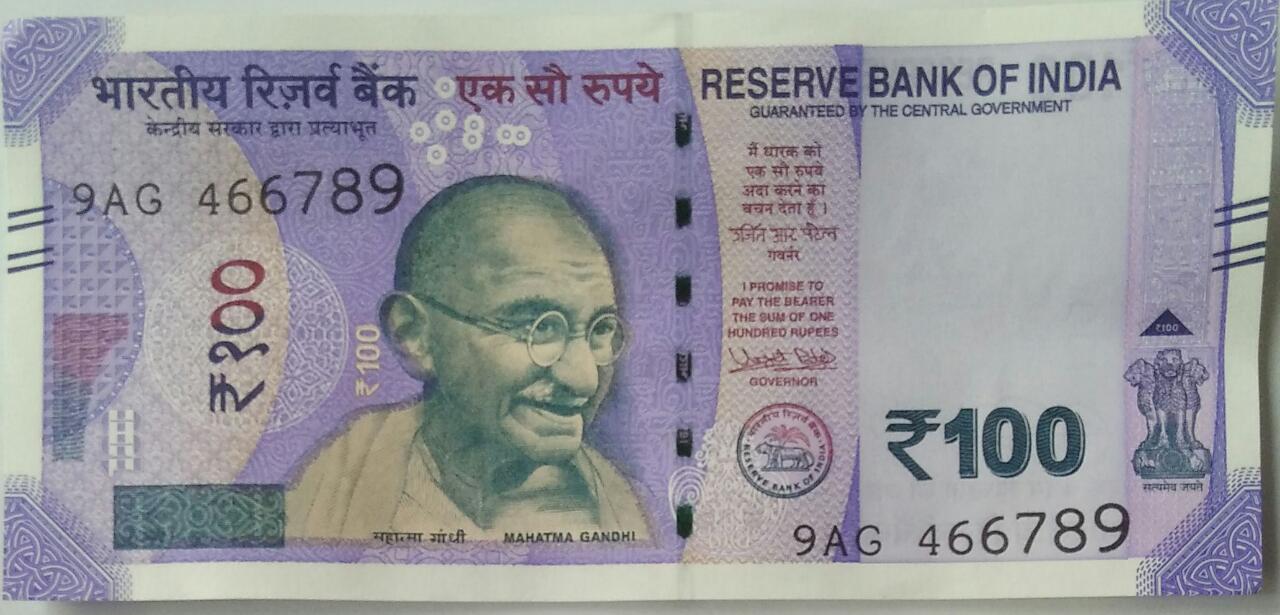 भारतीय रिज़र्व बैंक
केन्द्रीय सरकार द्वारा प्रत्याभूत
एक सौ रुपये
RESERVE BANK OF INDIA
GUARANTEED BY THE CENTRAL GOVERNMENT
9AG 466789
₹१००
₹100
महात्मा गांधी
MAHATMA GANDHI
मैं धारक को
एक सौ रुपये
अदा करने का
वचन देता हूँ ।
गवर्नर
I PROMISE TO
PAY THE BEARER
THE SUM OF ONE
HUNDRED RUPEES
GOVERNOR
भारतीय रिज़र्व बैंक
RESERVE BANK OF INDIA
₹100
₹100
सत्यमेव जयते
9AG 466789